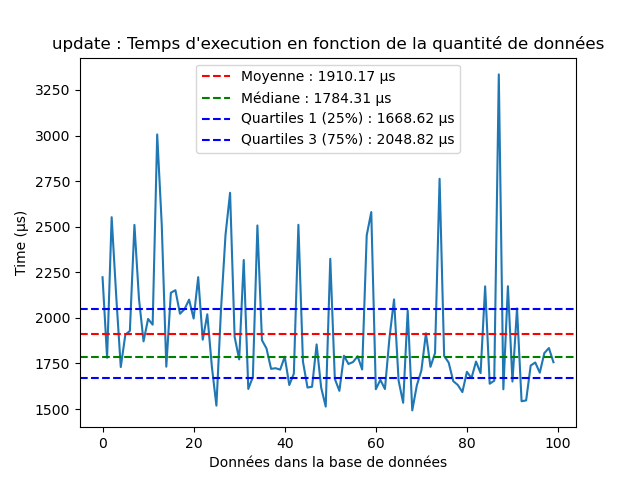 update : Temps d'execution en fonction de la quantité de données
Moyenne : 1910.17 µs
Médiane : 1784.31 µs
Quartiles 1 (25%) : 1668.62 µs
Quartiles 3 (75%) : 2048.82 µs
Time (µs)
3250
3000
2750
2500
2250
2000
1750
1500
0 20 40 60 80 100
Données dans la base de données